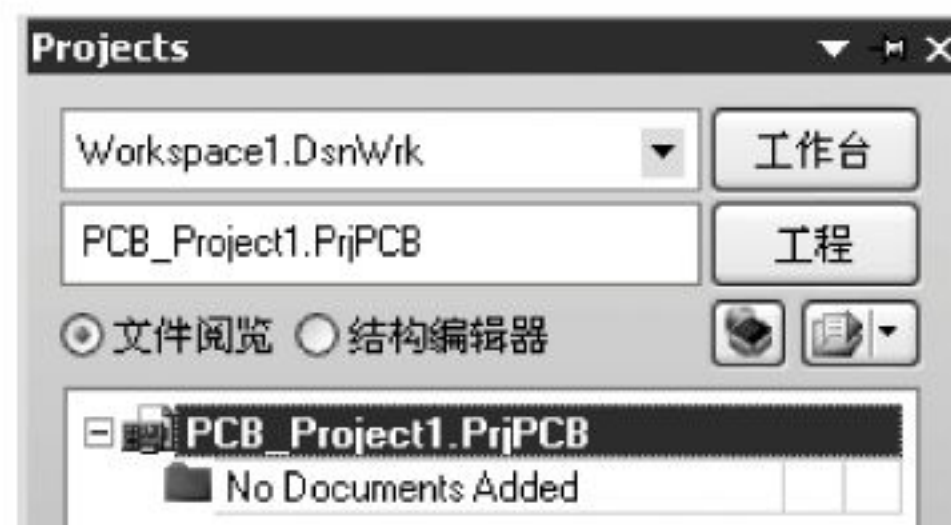 Projects
Workspace1.DsnWrk 工作台
PCB_Project1.PrjPCB 工程
文件阅览 结构编辑器
PCB_Project1.PrjPCB
No Documents Added